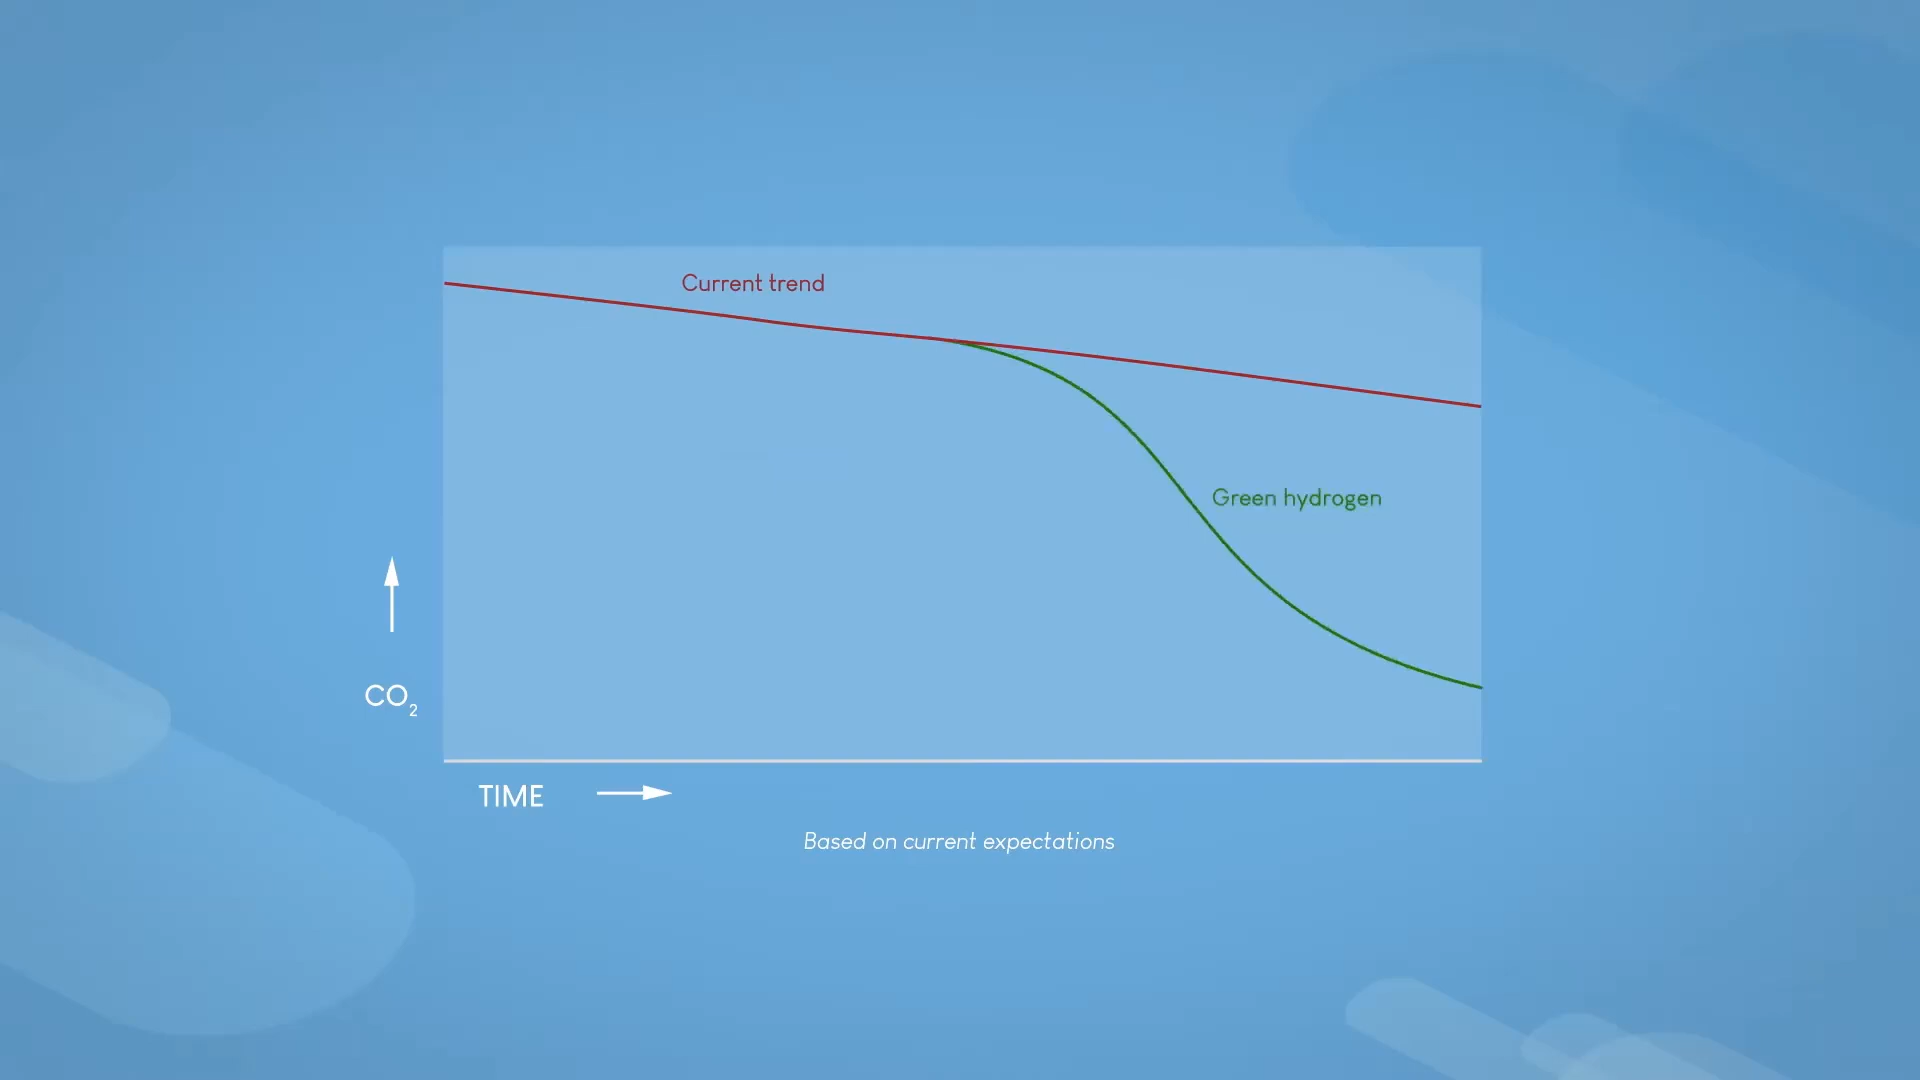 Current trend
Green hydrogen
CO₂
TIME
Based on current expectations